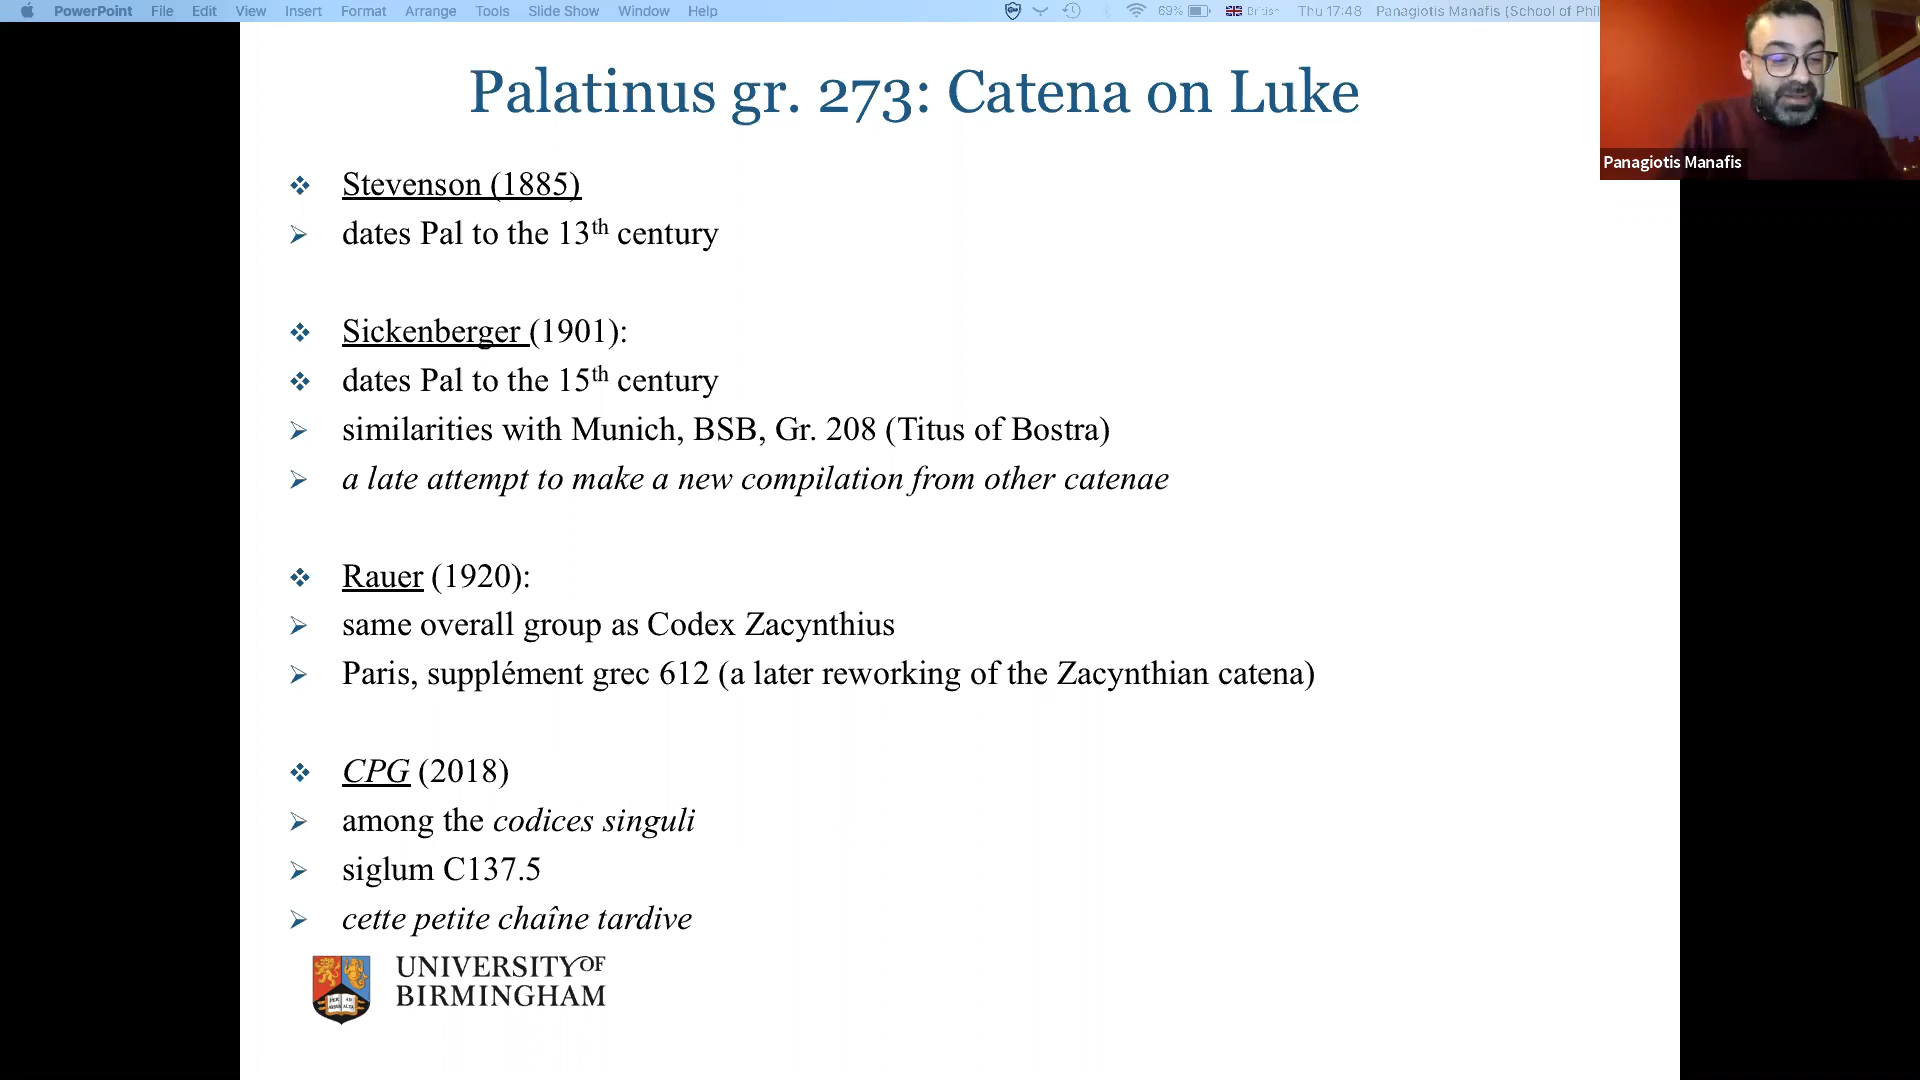 PowerPoint File Edit View Insert Format Arrange Tools Slide Show Window Help 69% British Thu 17:48 Panagiotis Manafis (School of Phil
Palatinus gr. 273: Catena on Luke
Panagiotis Manafis
❖ Stevenson (1885)
➢ dates Pal to the 13th century
❖ Sickenberger (1901):
❖ dates Pal to the 15th century
➢ similarities with Munich, BSB, Gr. 208 (Titus of Bostra)
➢ a late attempt to make a new compilation from other catenae
❖ Rauer (1920):
➢ same overall group as Codex Zacynthius
➢ Paris, supplément grec 612 (a later reworking of the Zacynthian catena)
❖ CPG (2018)
➢ among the codices singuli
➢ siglum C137.5
➢ cette petite chaîne tardive
UNIVERSITY OF
BIRMINGHAM